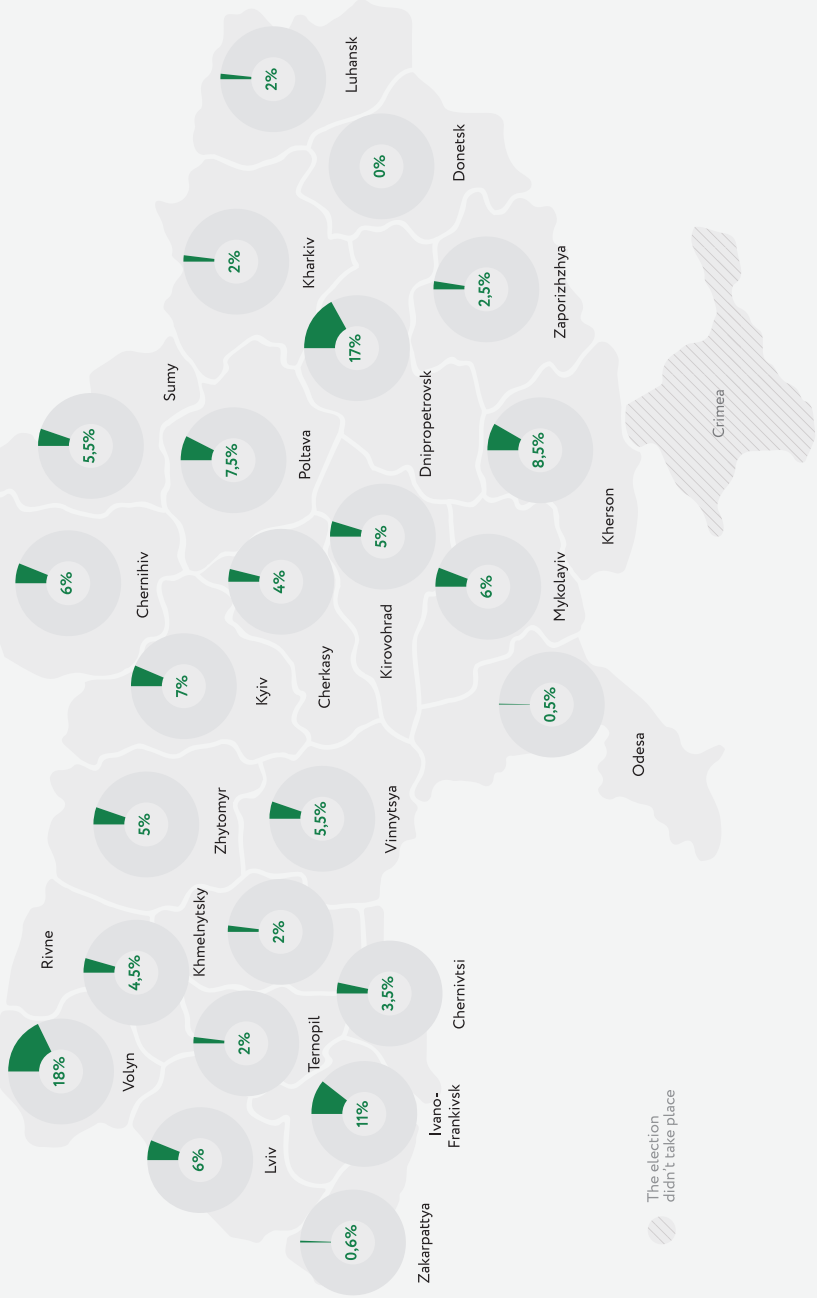 18%
Volyn
Rivne
4,5%
6%
Lviv
2%
Ternopil
2%
Khmelnytsky
5%
Zhytomyr
7%
Kyiv
6%
Chernihiv
5,5%
Sumy
0,6%
Zakarpattya
11%
Ivano-
Frankivsk
3,5%
Chernivtsi
5,5%
Vinnytsya
4%
Cherkasy
7,5%
Poltava
2%
Kharkiv
2%
Luhansk
5%
Kirovohrad
17%
Dnipropetrovsk
0%
Donetsk
0,5%
Odesa
6%
Mykolayiv
8,5%
Kherson
2,5%
Zaporizhzhya
Crimea
The election
didn't take place